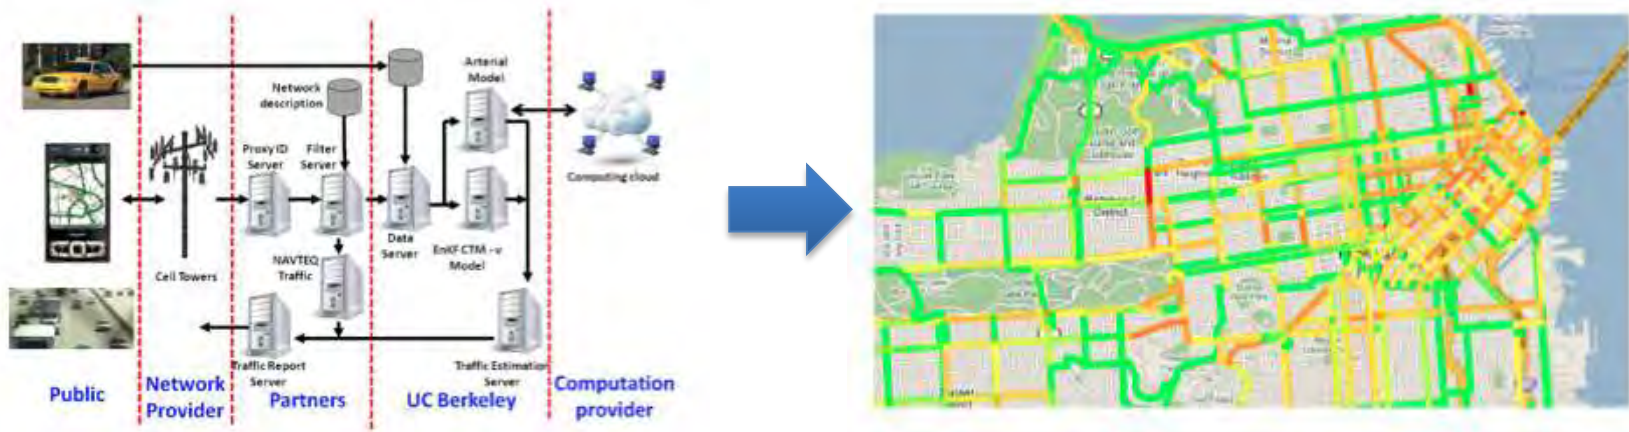 Arterial
Model
Network
description
Proxy ID
Server
Filter
Server
Computing cloud
Data
Server
EnKF CTM - v
Model
NAVTEQ
Traffic
Cell Towers
Traffic Report
Server
Traffic Estimation
Server
Public
Network
Provider
Partners
UC Berkeley
Computation
provider